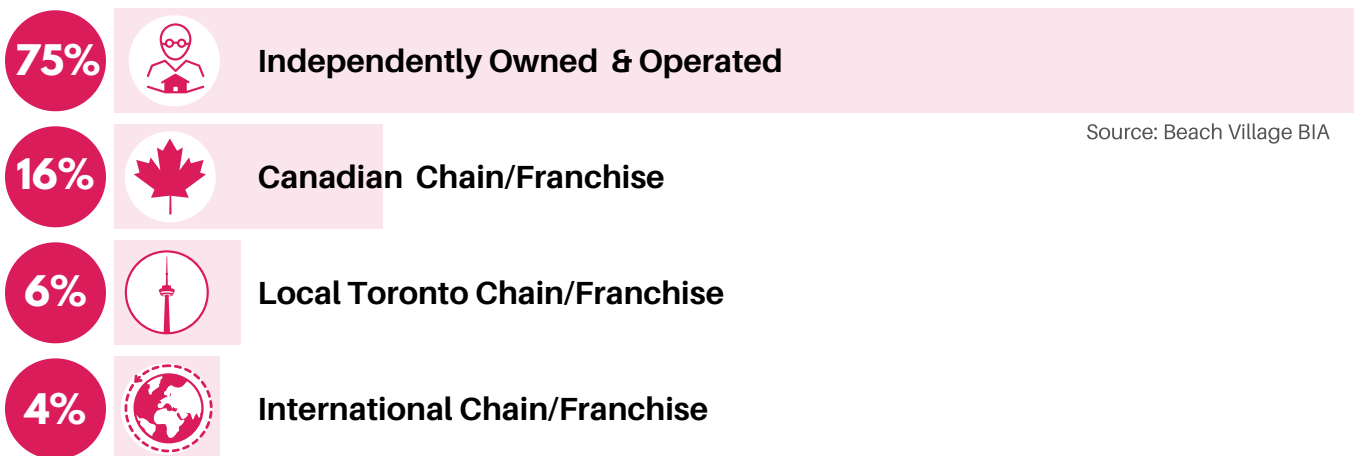 75%
Independently Owned & Operated
Source: Beach Village BIA
16%
Canadian Chain/Franchise
6%
Local Toronto Chain/Franchise
4%
International Chain/Franchise